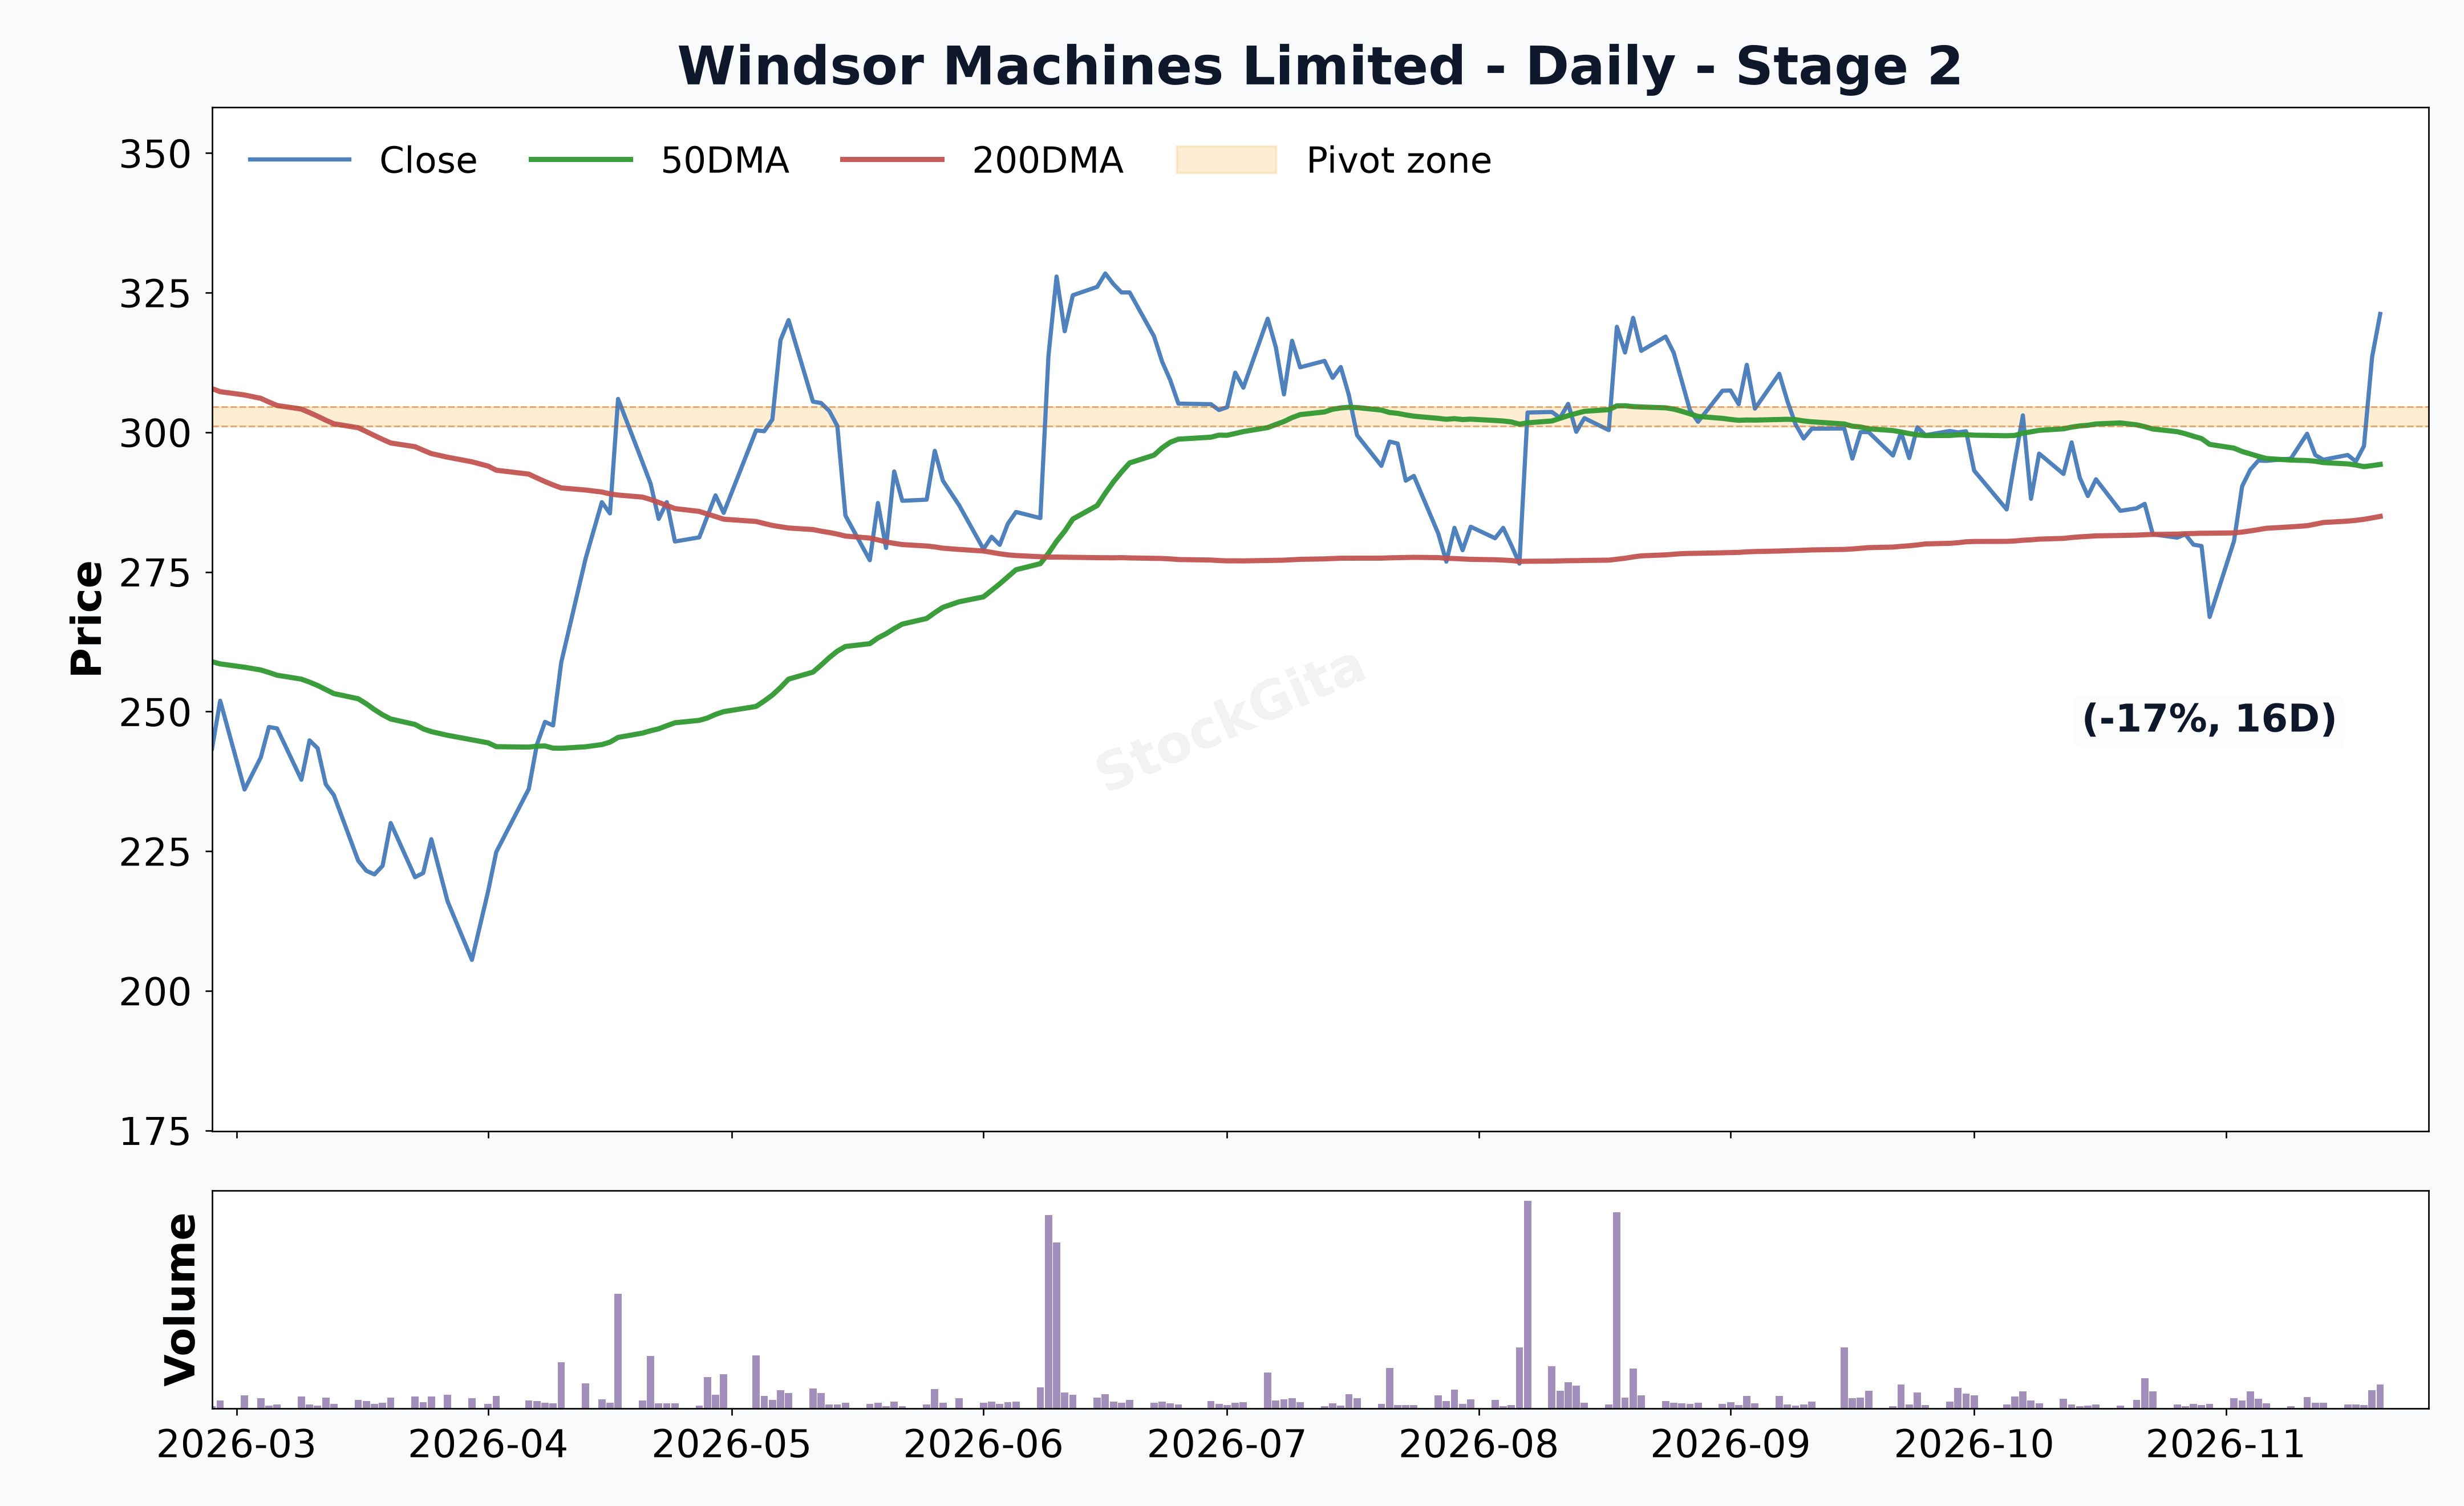 Windsor Machines Limited - Daily - Stage 2
Close 50DMA 200DMA Pivot zone
350
325
300
275
250
225
200
175
Price
(-17%, 16D)
StockGita
Volume
2026-03 2026-04 2026-05 2026-06 2026-07 2026-08 2026-09 2026-10 2026-11